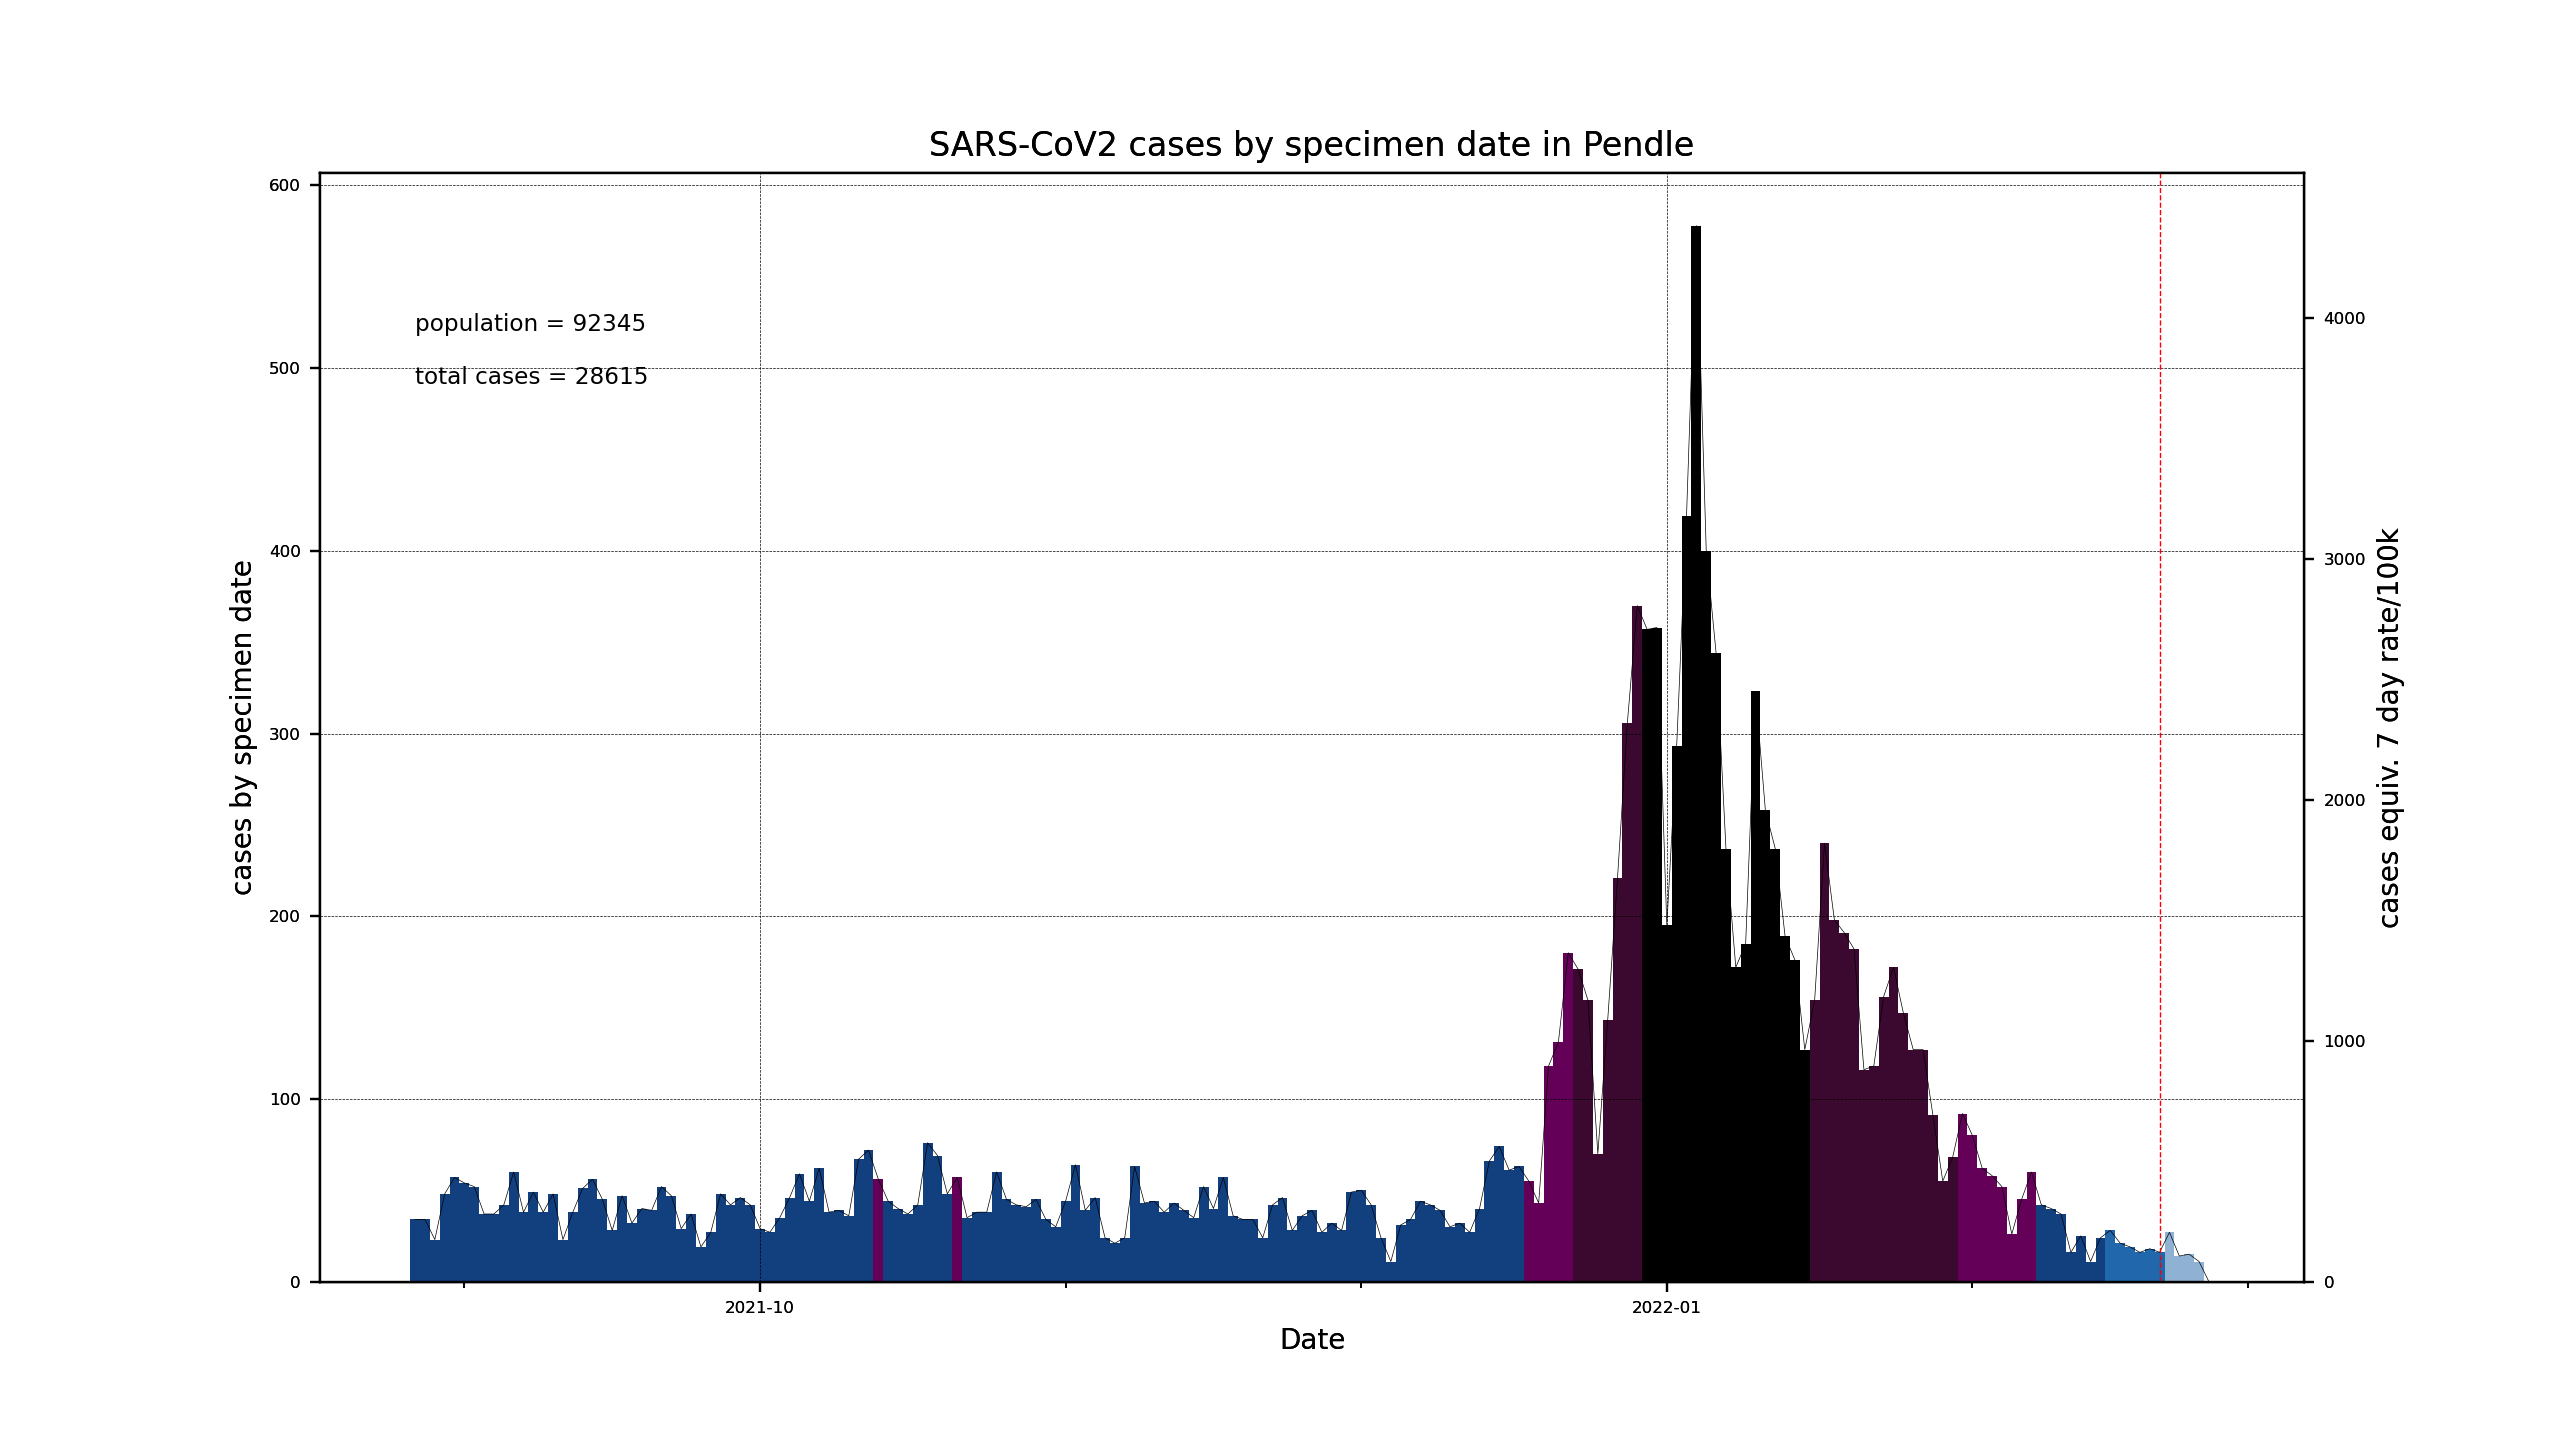 SARS-CoV2 cases by specimen date in Pendle
600
500
400
300
200
100
0
cases by specimen date
population = 92345
total cases = 28615
4000
3000
2000
1000
0
cases equiv. 7 day rate/100k
2021-10
2022-01
Date